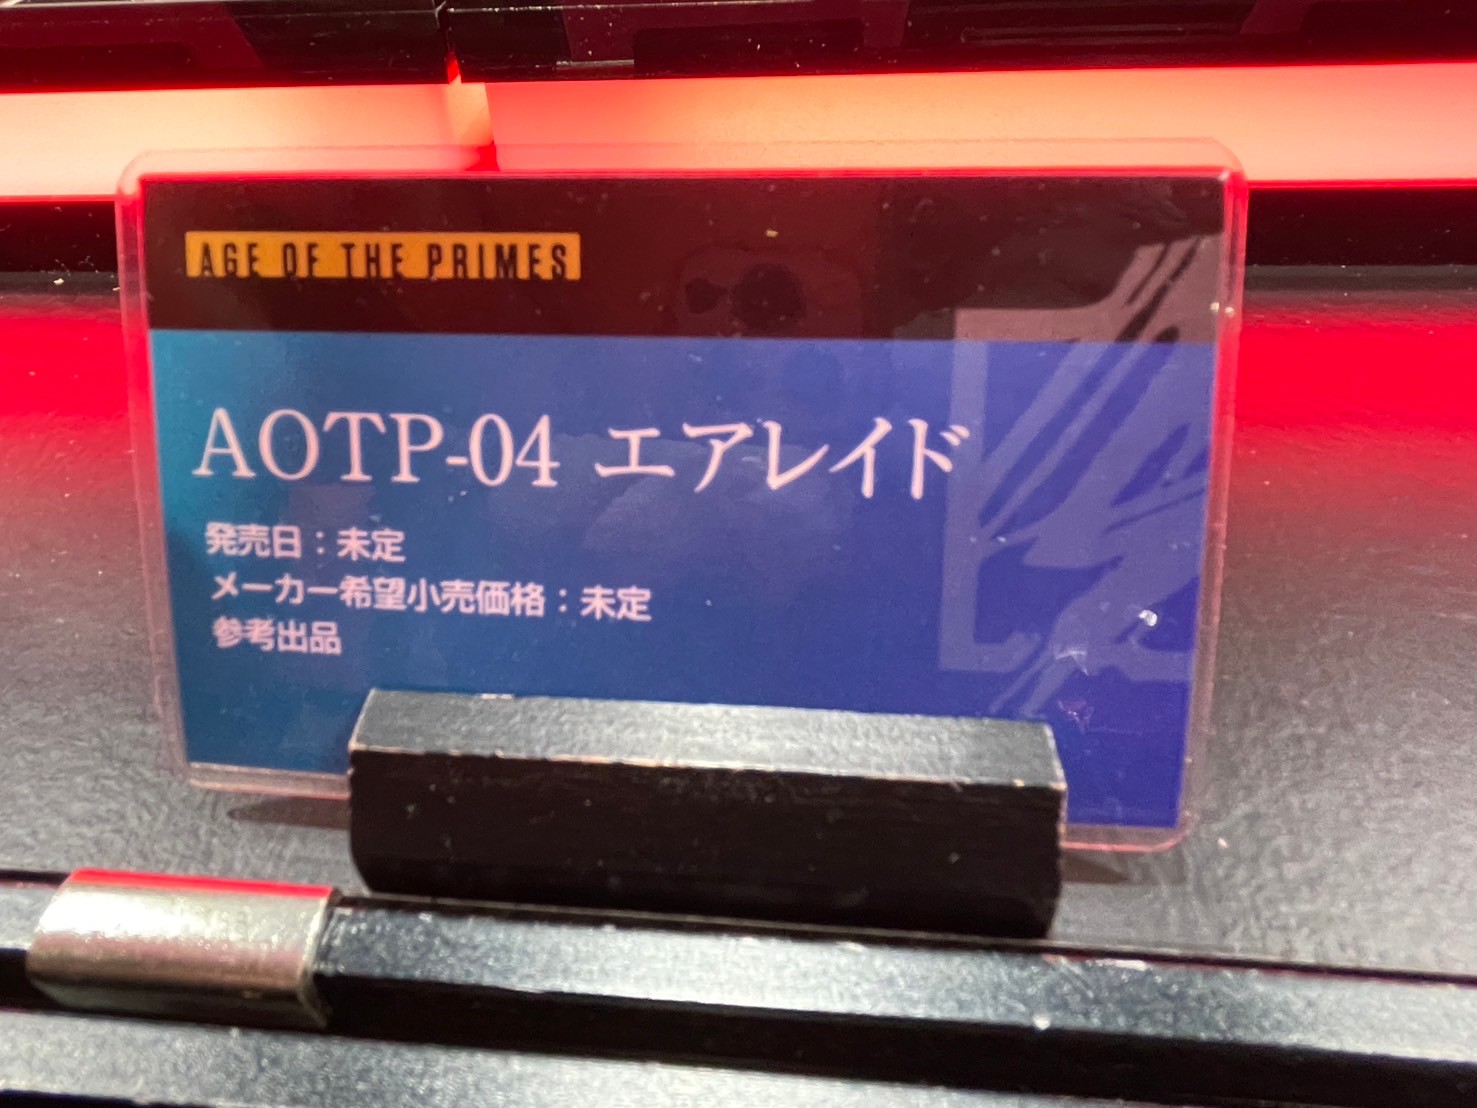 AGE OF THE PRIMES
AOTP-04 エアレイド
発売日：未定
メーカー希望小売価格：未定
参考出品